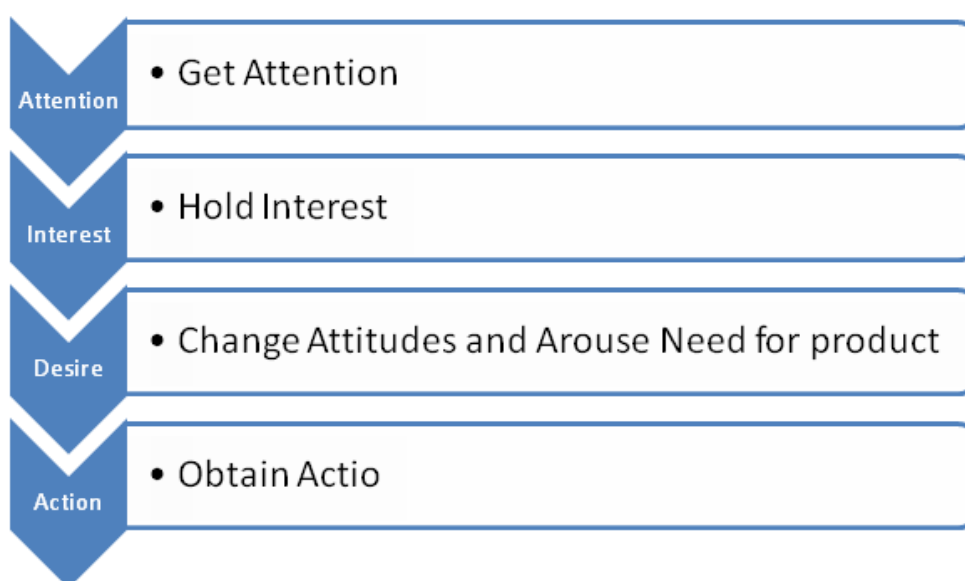 Attention
• Get Attention
Interest
• Hold Interest
Desire
• Change Attitudes and Arouse Need for product
Action
• Obtain Actio